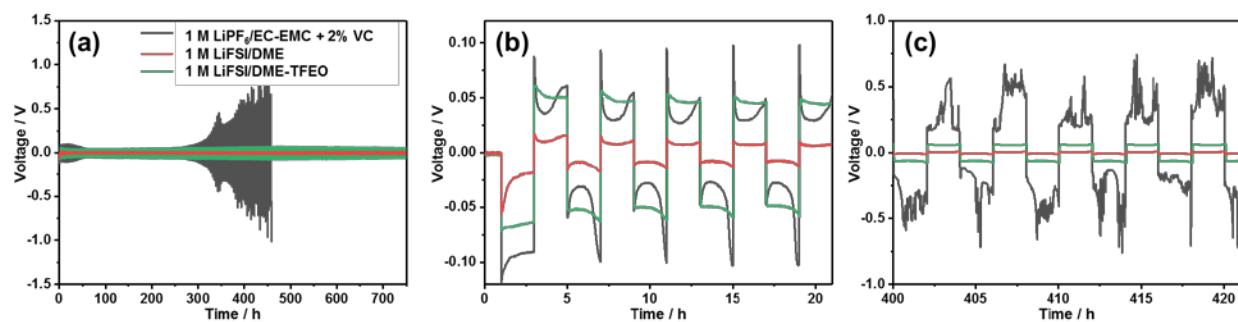 (a)
1 M LiPF₆/EC-EMC + 2% VC
1 M LiFSI/DME
1 M LiFSI/DME-TFEO
Voltage / V
1.5
1.0
0.5
0.0
-0.5
-1.0
-1.5
0 100 200 300 400 500 600 700
Time / h
(b)
Voltage / V
0.10
0.05
0.00
-0.05
-0.10
0 5 10 15 20
Time / h
(c)
Voltage / V
1.0
0.5
0.0
-0.5
-1.0
400 405 410 415 420
Time / h